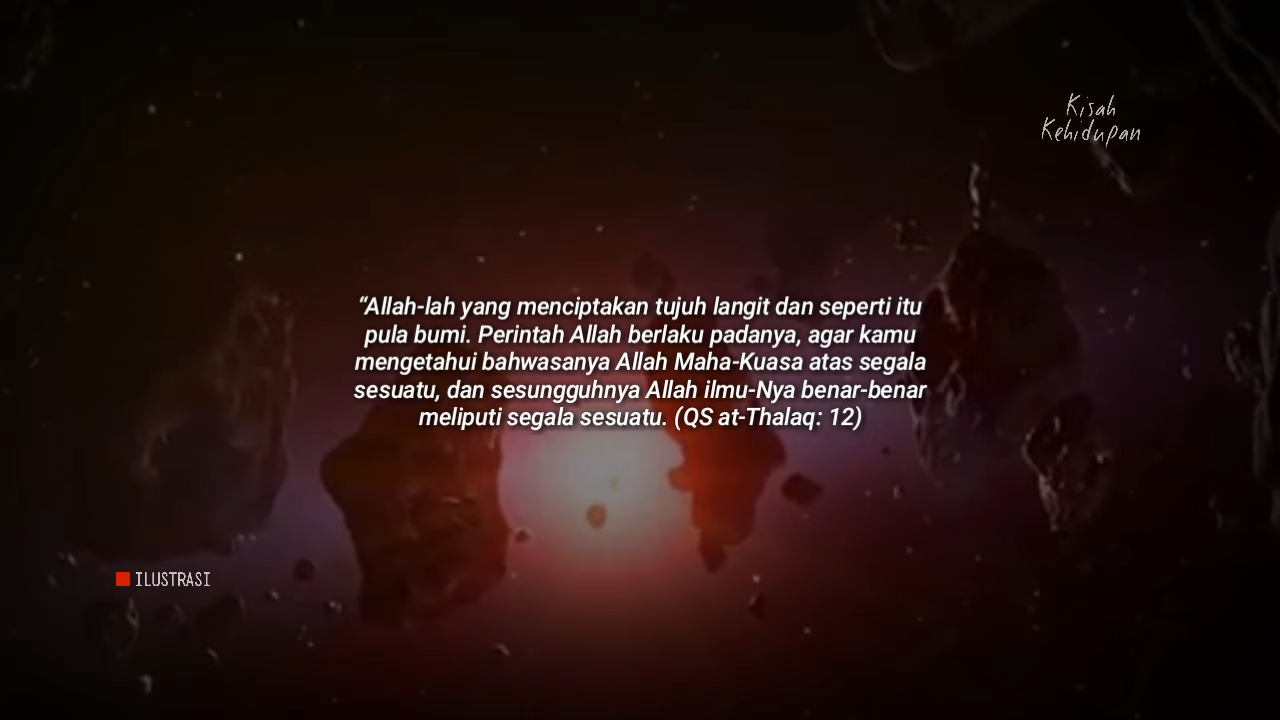 Kisah
Kehidupan
“Allah-lah yang menciptakan tujuh langit dan seperti itu
pula bumi. Perintah Allah berlaku padanya, agar kamu
mengetahui bahwasanya Allah Maha-Kuasa atas segala
sesuatu, dan sesungguhnya Allah ilmu-Nya benar-benar
meliputi segala sesuatu. (QS at-Thalaq: 12)
ILUSTRASI